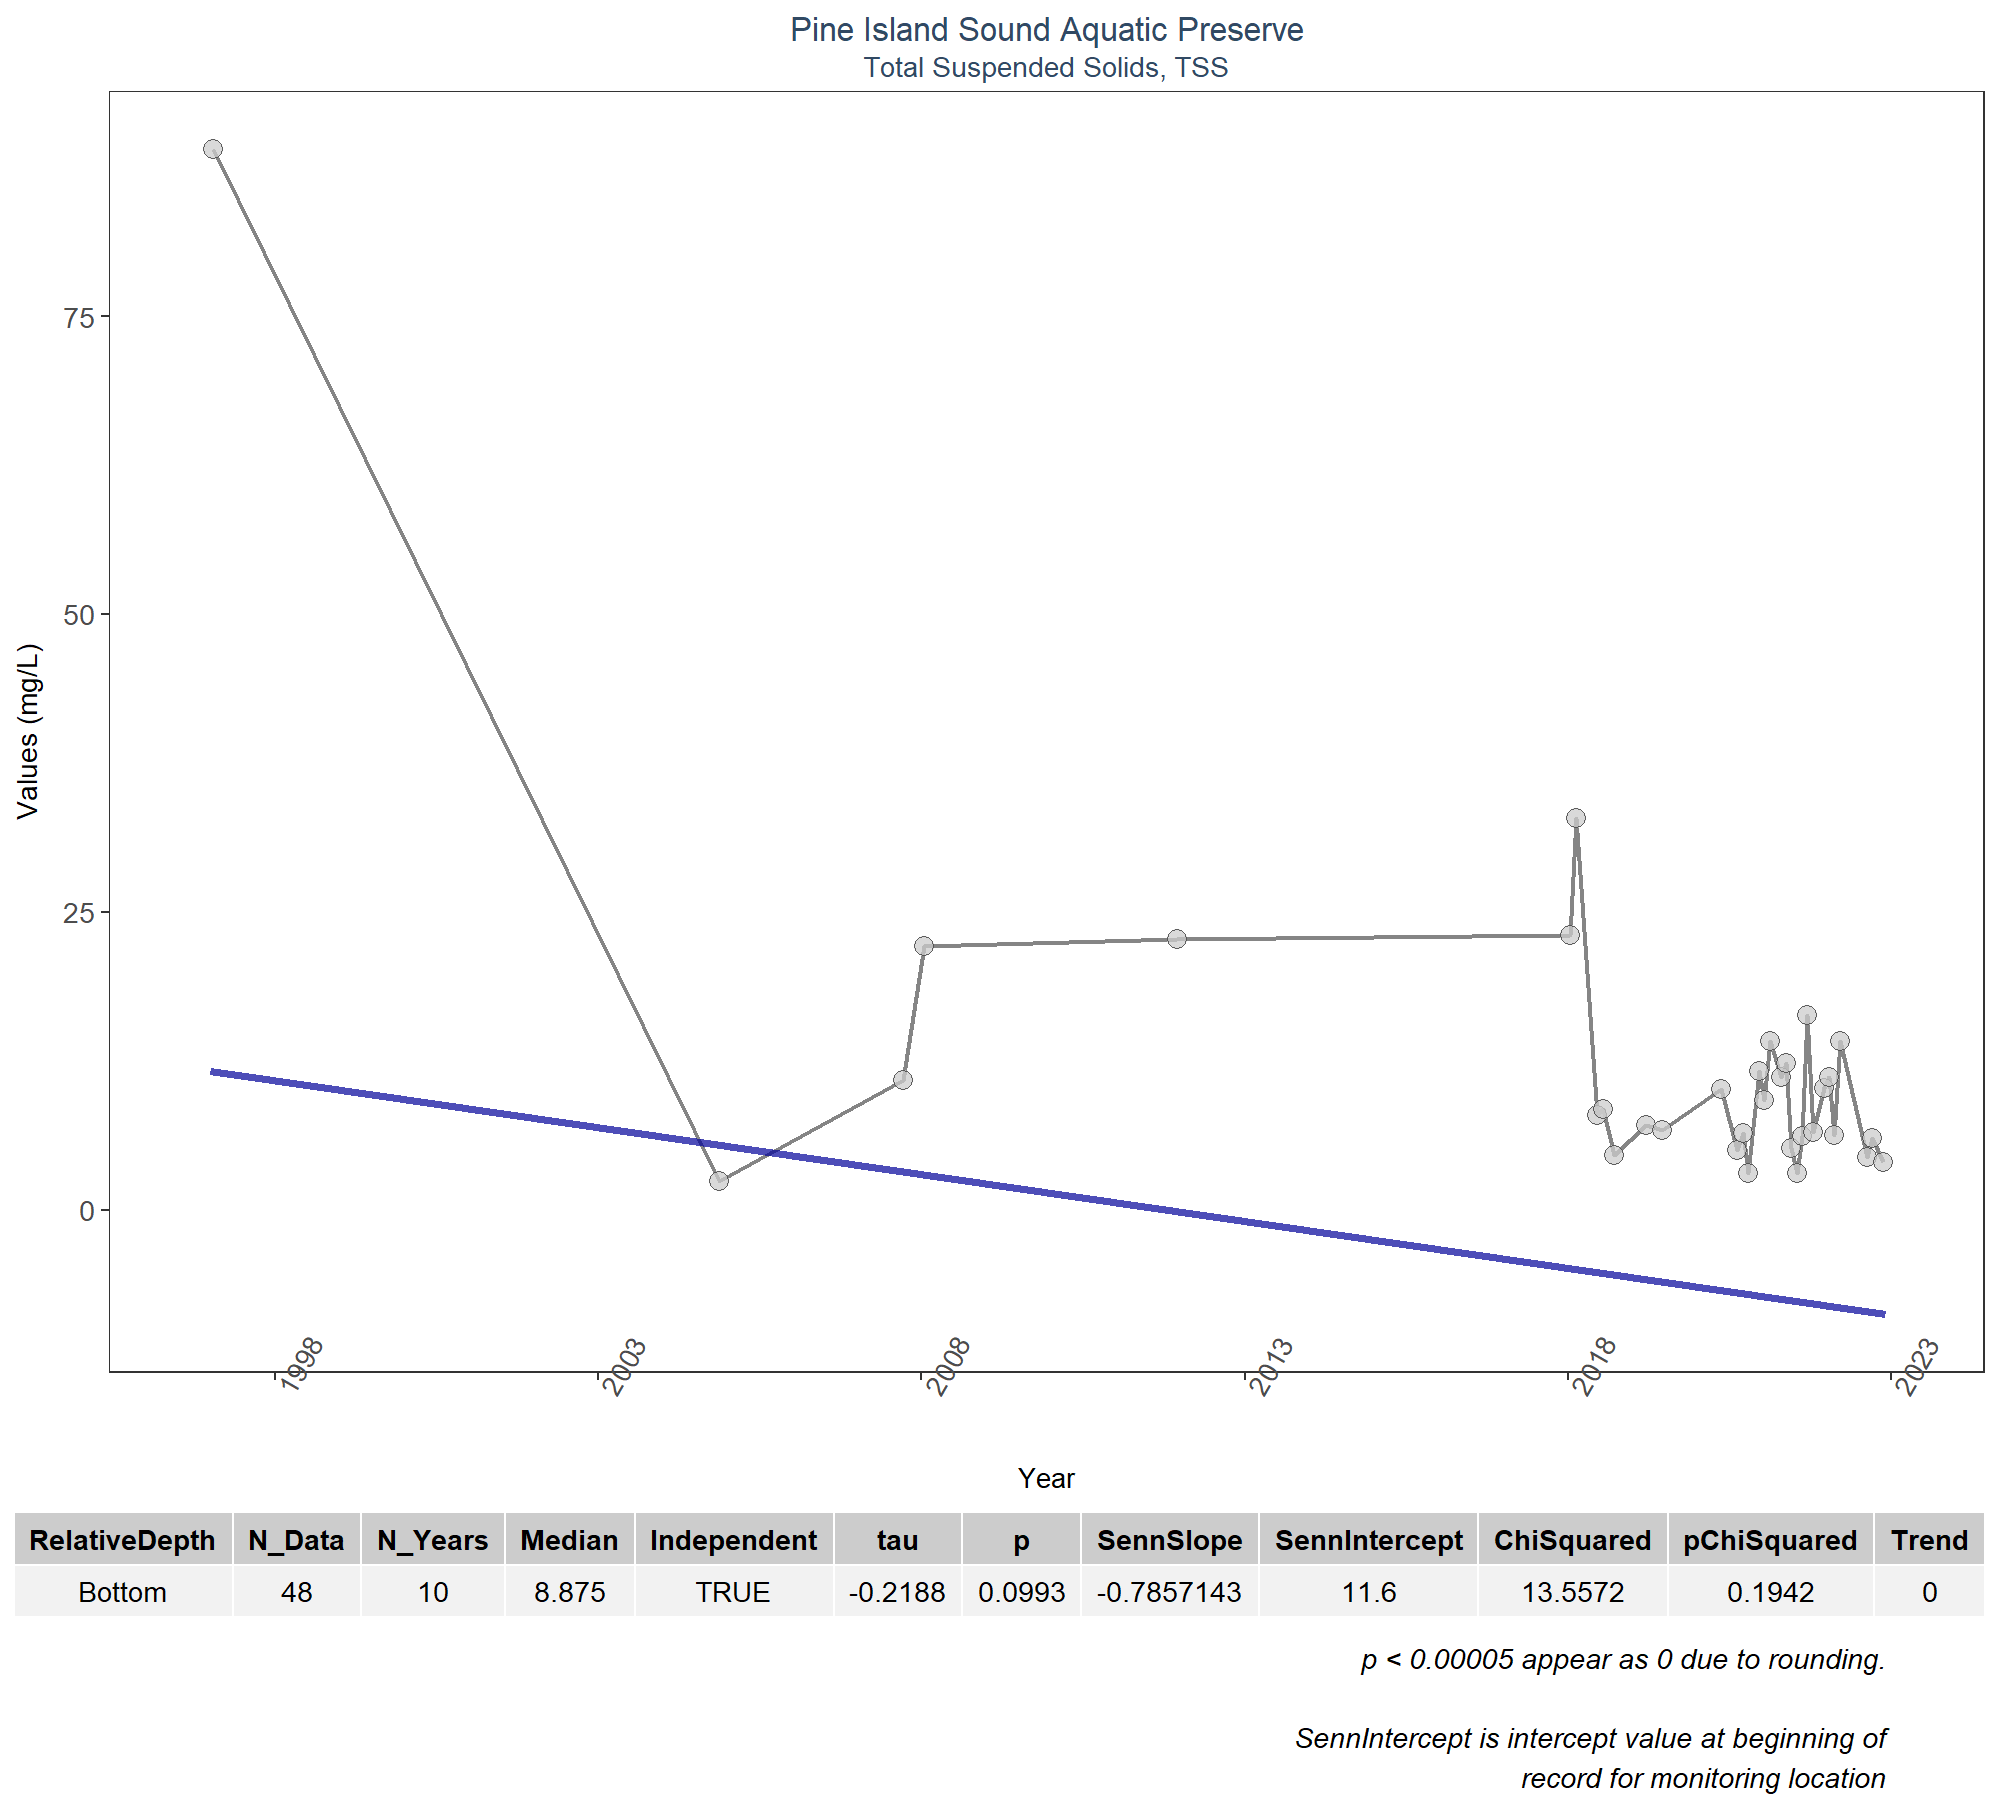 Pine Island Sound Aquatic Preserve
Total Suspended Solids, TSS
75
50
25
0
Values (mg/L)
1998
2003
2008
2013
2018
2023
Year
RelativeDepth N_Data N_Years Median Independent tau p SennSlope SennIntercept ChiSquared pChiSquared Trend
Bottom 48 10 8.875 TRUE -0.2188 0.0993 -0.7857143 11.6 13.5572 0.1942 0
p < 0.00005 appear as 0 due to rounding.
SennIntercept is intercept value at beginning of
record for monitoring location